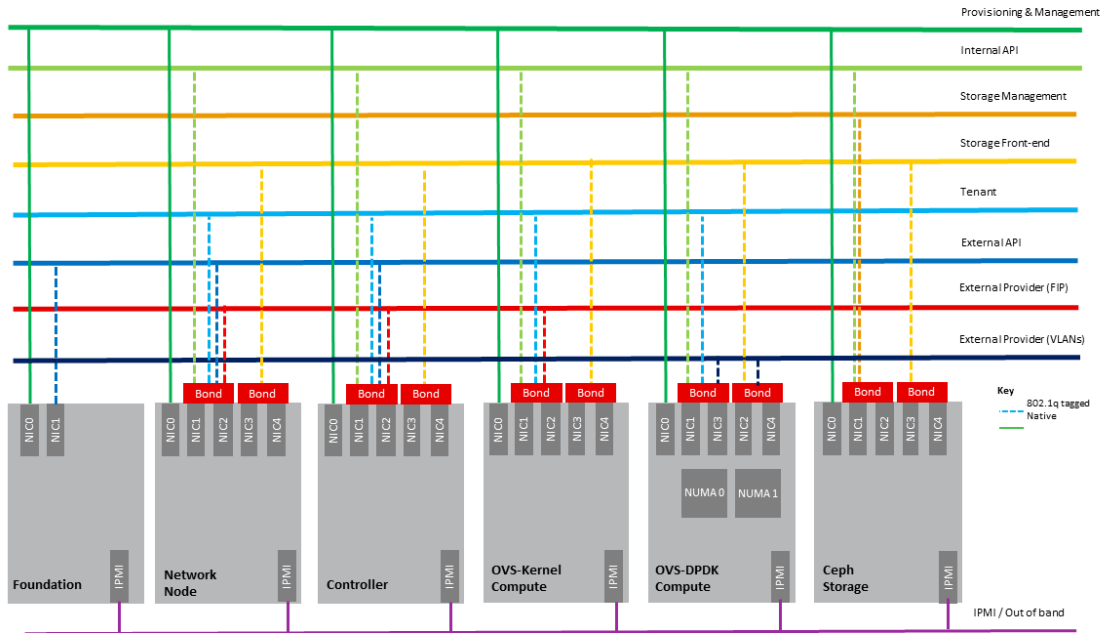 Provisioning & Management
Internal API
Storage Management
Storage Front-end
Tenant
External API
External Provider (FIP)
External Provider (VLANs)
Key
802.1q tagged
Native
Bond
Bond
Bond
Bond
Bond
Bond
Bond
Bond
Bond
Bond
NIC0
NIC1
NIC0
NIC1
NIC2
NIC3
NIC4
NIC0
NIC1
NIC2
NIC3
NIC4
NIC0
NIC1
NIC2
NIC3
NIC4
NIC0
NIC1
NIC3
NIC2
NIC4
NIC0
NIC1
NIC2
NIC3
NIC4
NUMA 0
NUMA 1
Foundation
IPMI
Network
Node
IPMI
Controller
IPMI
OVS-Kernel
Compute
IPMI
OVS-DPDK
Compute
IPMI
Ceph
Storage
IPMI
IPMI / Out of band